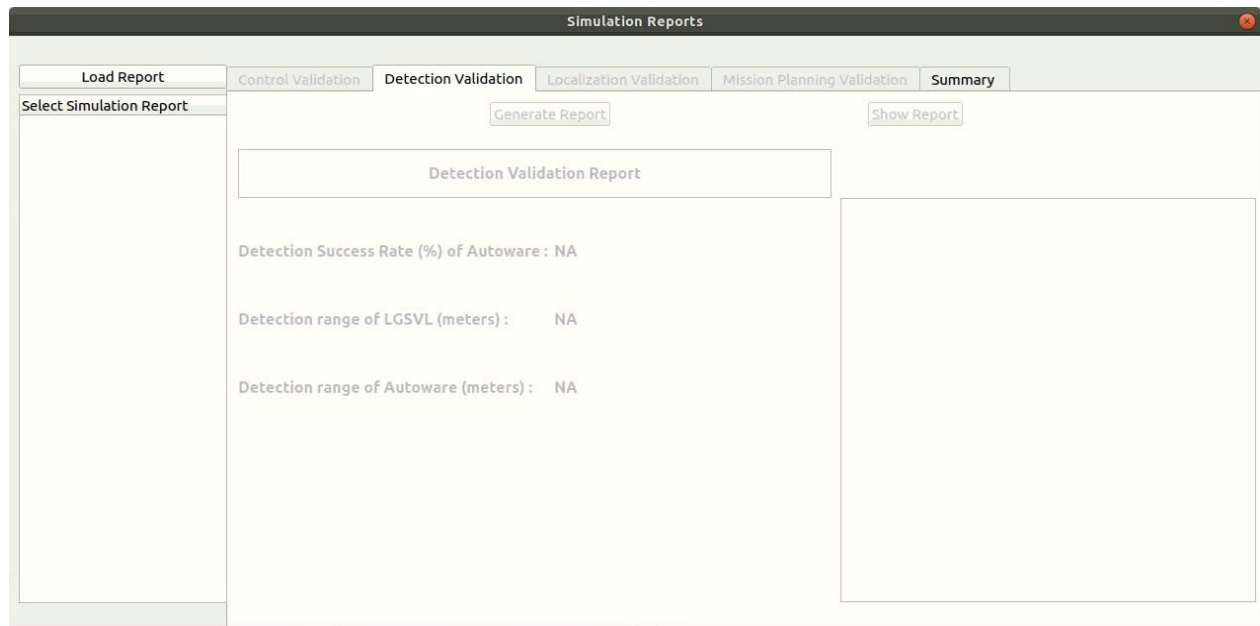 Simulation Reports
Load Report
Control Validation
Detection Validation
Localization Validation
Mission Planning Validation
Summary
Select Simulation Report
Generate Report
Show Report
Detection Validation Report
Detection Success Rate (%) of Autoware : NA
Detection range of LGSVL (meters) : NA
Detection range of Autoware (meters) : NA